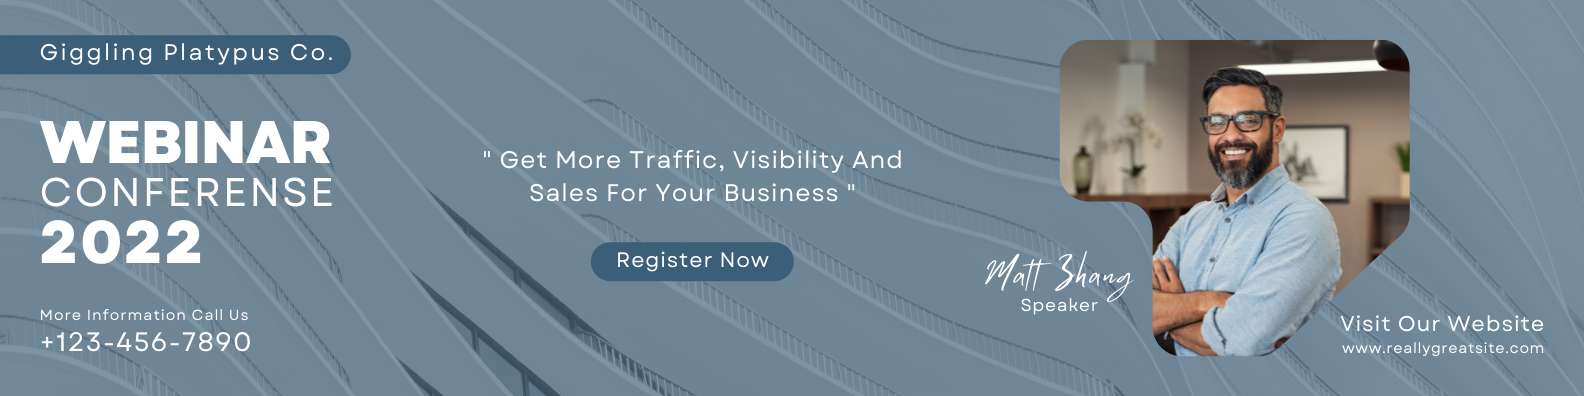 Giggling Platypus Co.
WEBINAR
CONFERENSE
2022
More Information Call Us
+123-456-7890
" Get More Traffic, Visibility And
Sales For Your Business "
Register Now
Matt Zhang
Speaker
Visit Our Website
www.reallygreatsite.com